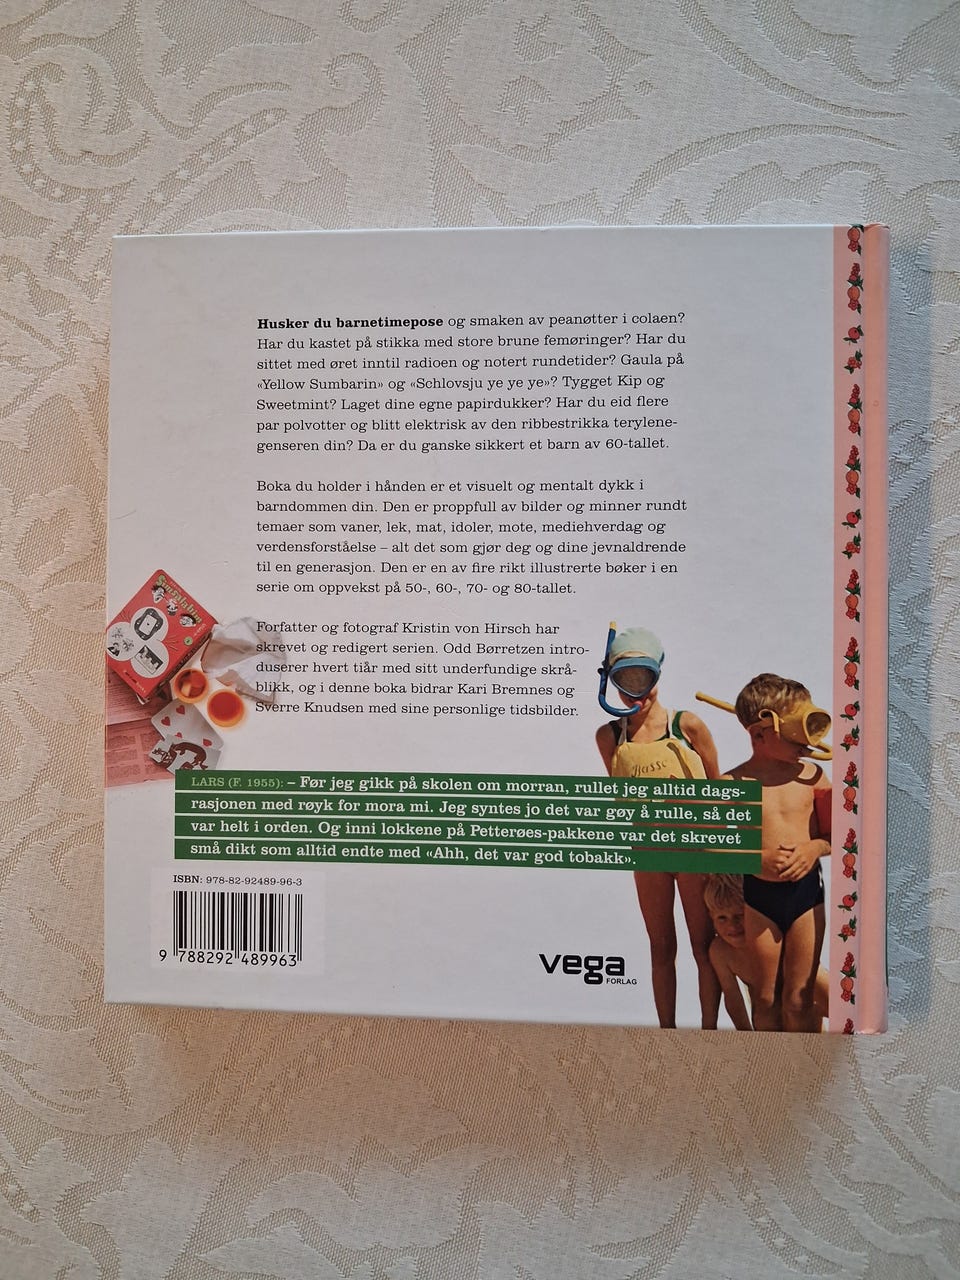 Husker du barnetimepose og smaken av peanøtter i colaen?
Har du kastet på stikka med store brune femøringer? Har du
sittet med øret inntil radioen og notert rundetider? Gaula på
«Yellow Sumbarin» og «Schlovsju ye ye ye»? Tygget Kip og
Sweetmint? Laget dine egne papirdukker? Har du eid flere
par polvotter og blitt elektrisk av den ribbestrikka terylene-
genseren din? Da er du ganske sikkert et barn av 60-tallet.
Boka du holder i hånden er et visuelt og mentalt dykk i
barndommen din. Den er proppfull av bilder og minner rundt
temaer som vaner, lek, mat, idoler, mote, mediehverdag og
verdensforståelse – alt det som gjør deg og dine jevnaldrende
til en generasjon. Den er en av fire rikt illustrerte bøker i en
serie om oppvekst på 50-, 60-, 70- og 80-tallet.
Forfatter og fotograf Kristin von Hirsch har
skrevet og redigert serien. Odd Børretzen intro-
duserer hvert tiår med sitt underfundige skrå-
blikk, og i denne boka bidrar Kari Bremnes og
Sverre Knudsen med sine personlige tidsbilder.
LARS (F. 1955): – Før jeg gikk på skolen om morran, rullet jeg alltid dags-
rasjonen med røyk for mora mi. Jeg syntes jo det var gøy å rulle, så det
var helt i orden. Og inni lokkene på Petterøes-pakkene var det skrevet
små dikt som alltid endte med «Ahh, det var god tobakk».
ISBN: 978-82-92489-96-3
9 788292 489963
vega
FORLAG